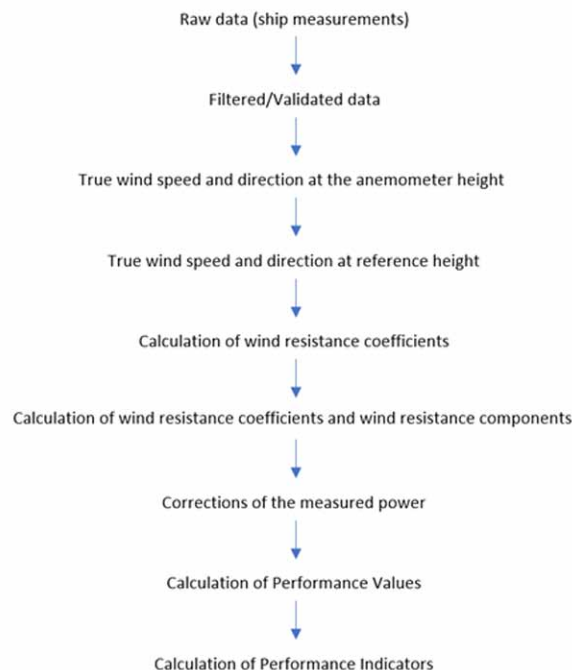 Raw data (ship measurements)
Filtered/Validated data
True wind speed and direction at the anemometer height
True wind speed and direction at reference height
Calculation of wind resistance coefficients
Calculation of wind resistance coefficients and wind resistance components
Corrections of the measured power
Calculation of Performance Values
Calculation of Performance Indicators